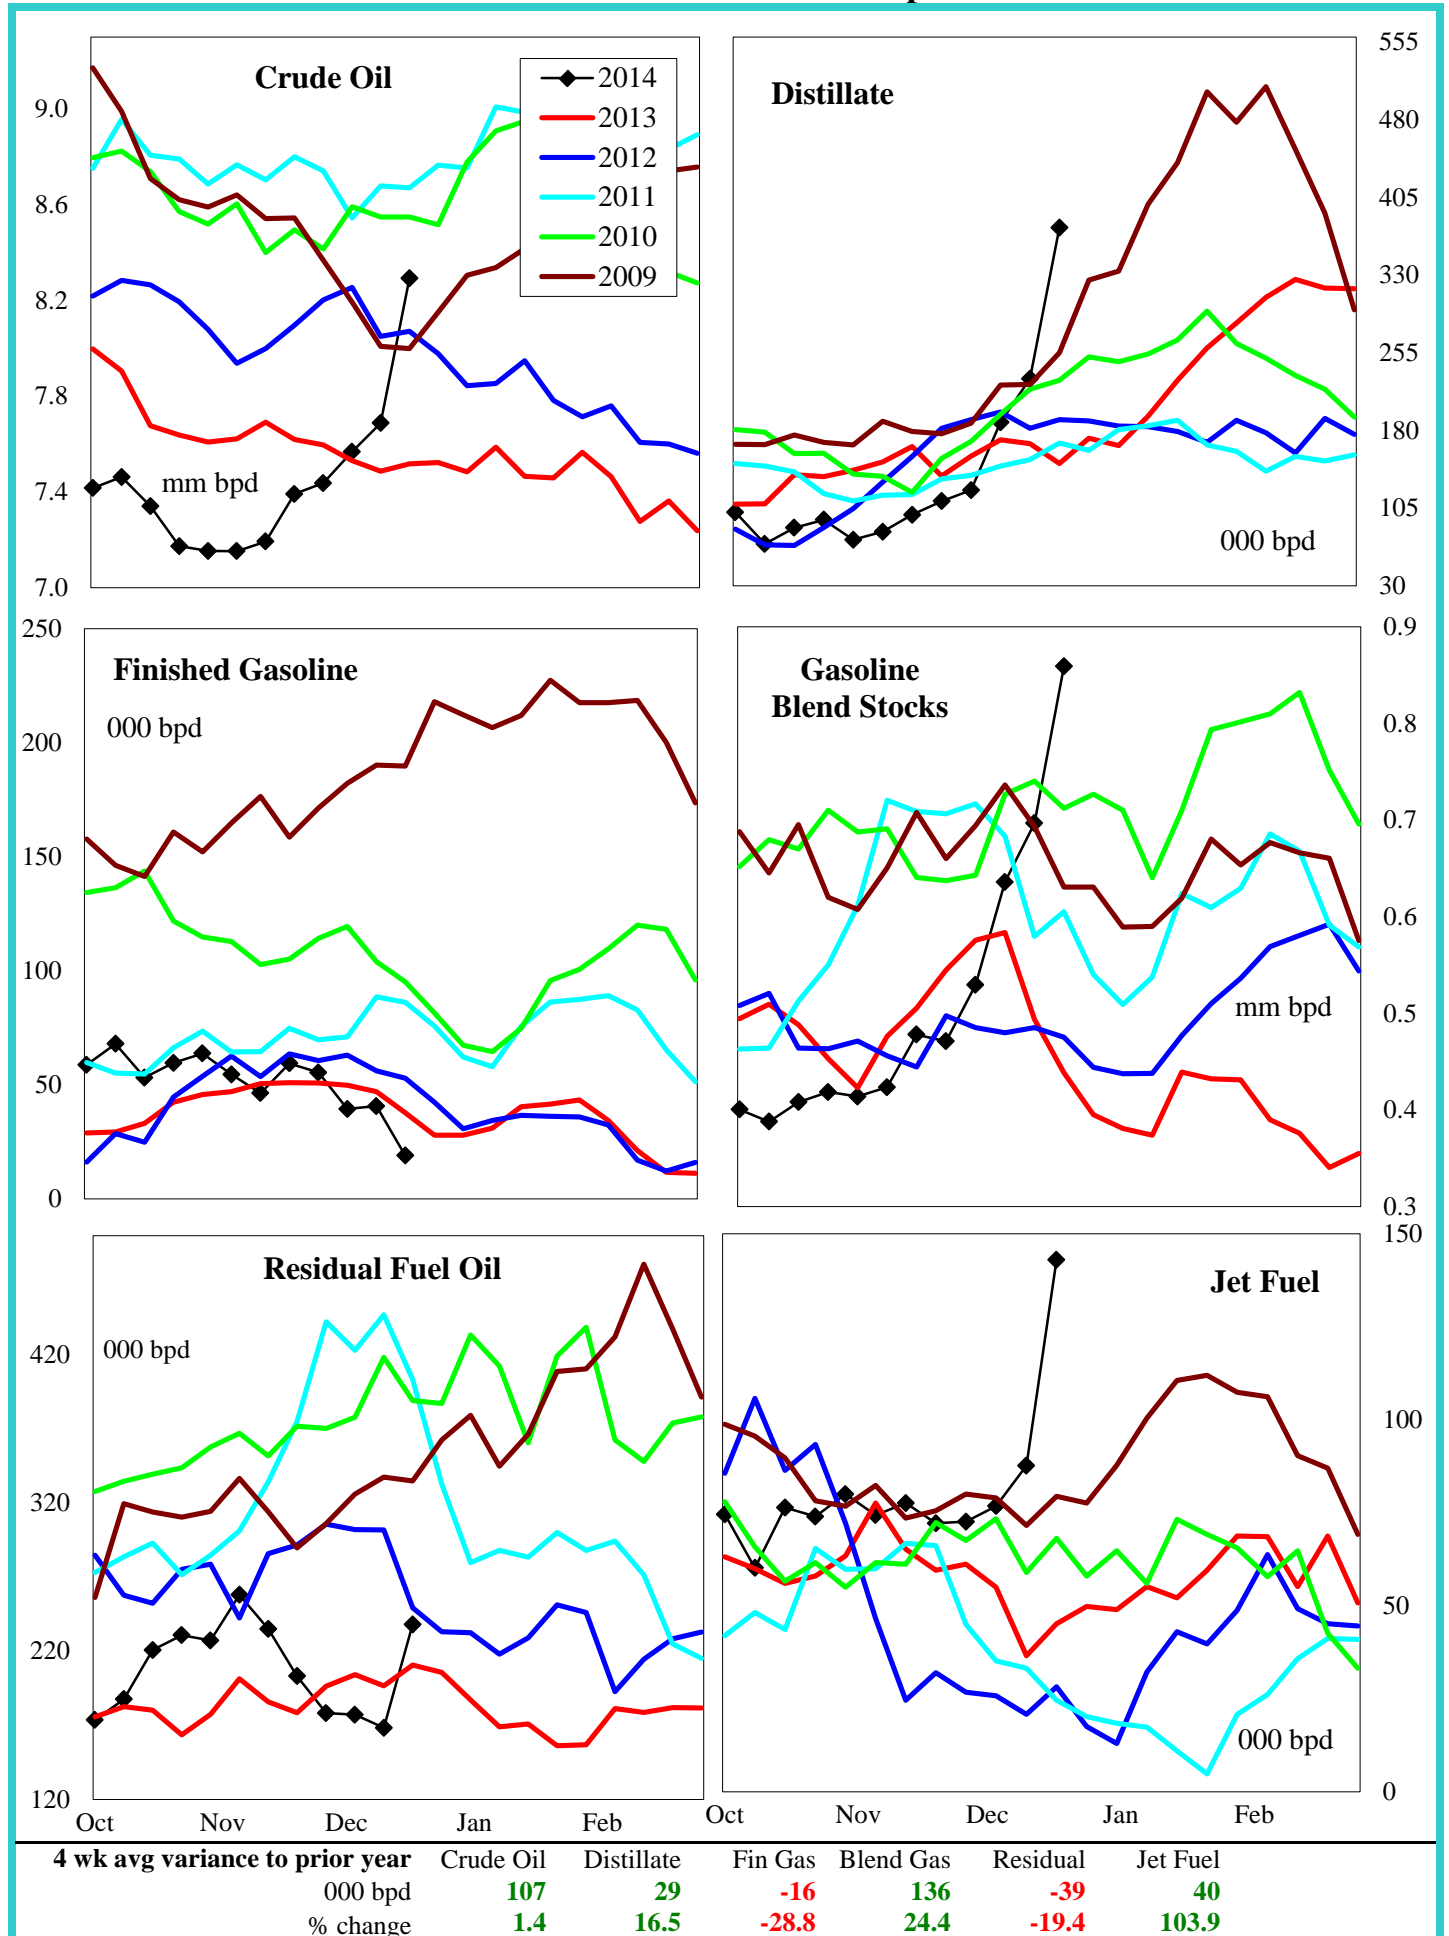 Crude Oil
2014
2013
2012
2011
2010
2009
9.0
8.6
8.2
7.8
7.4
7.0
mm bpd
Distillate
555
480
405
330
255
180
105
30
000 bpd
Finished Gasoline
000 bpd
250
200
150
100
50
0
Gasoline
Blend Stocks
0.9
0.8
0.7
0.6
0.5
0.4
0.3
mm bpd
Residual Fuel Oil
000 bpd
420
320
220
120
Oct Nov Dec Jan Feb
Jet Fuel
150
100
50
0
000 bpd
Oct Nov Dec Jan Feb
4 wk avg variance to prior year Crude Oil Distillate Fin Gas Blend Gas Residual Jet Fuel
000 bpd 107 29 -16 136 -39 40
% change 1.4 16.5 -28.8 24.4 -19.4 103.9